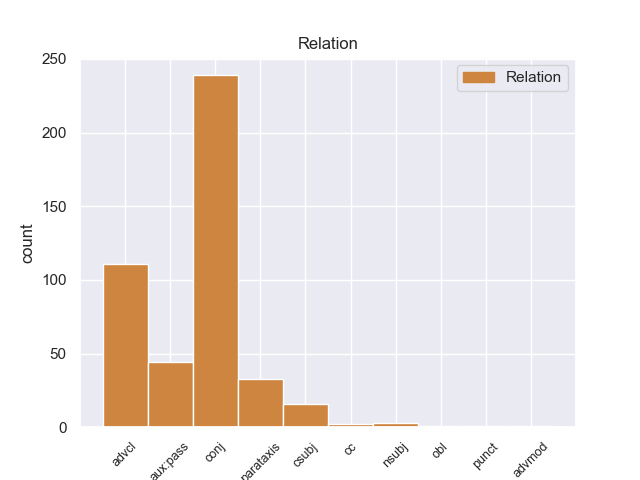 Relation
250
200
150
100
50
0
count
Relation
advcl
aux:pass
conj
parataxis
csubj
cc
nsubj
obl
punct
advmod